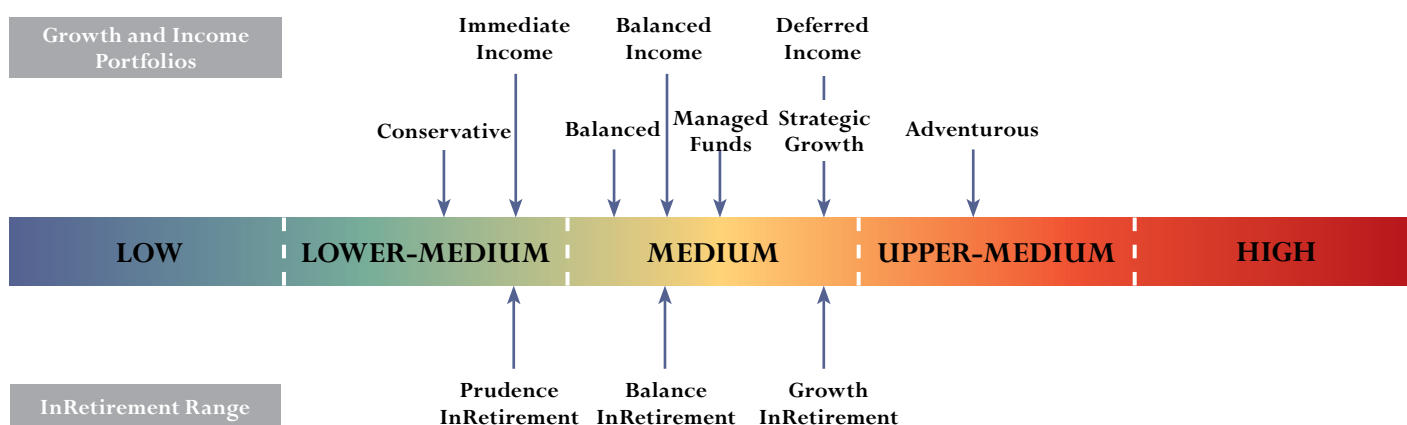 Growth and Income
Portfolios
Immediate
Income
Balanced
Income
Deferred
Income
Conservative
Balanced
Managed
Funds
Strategic
Growth
Adventurous
LOW
LOWER-MEDIUM
MEDIUM
UPPER-MEDIUM
HIGH
InRetirement Range
Prudence
InRetirement
Balance
InRetirement
Growth
InRetirement